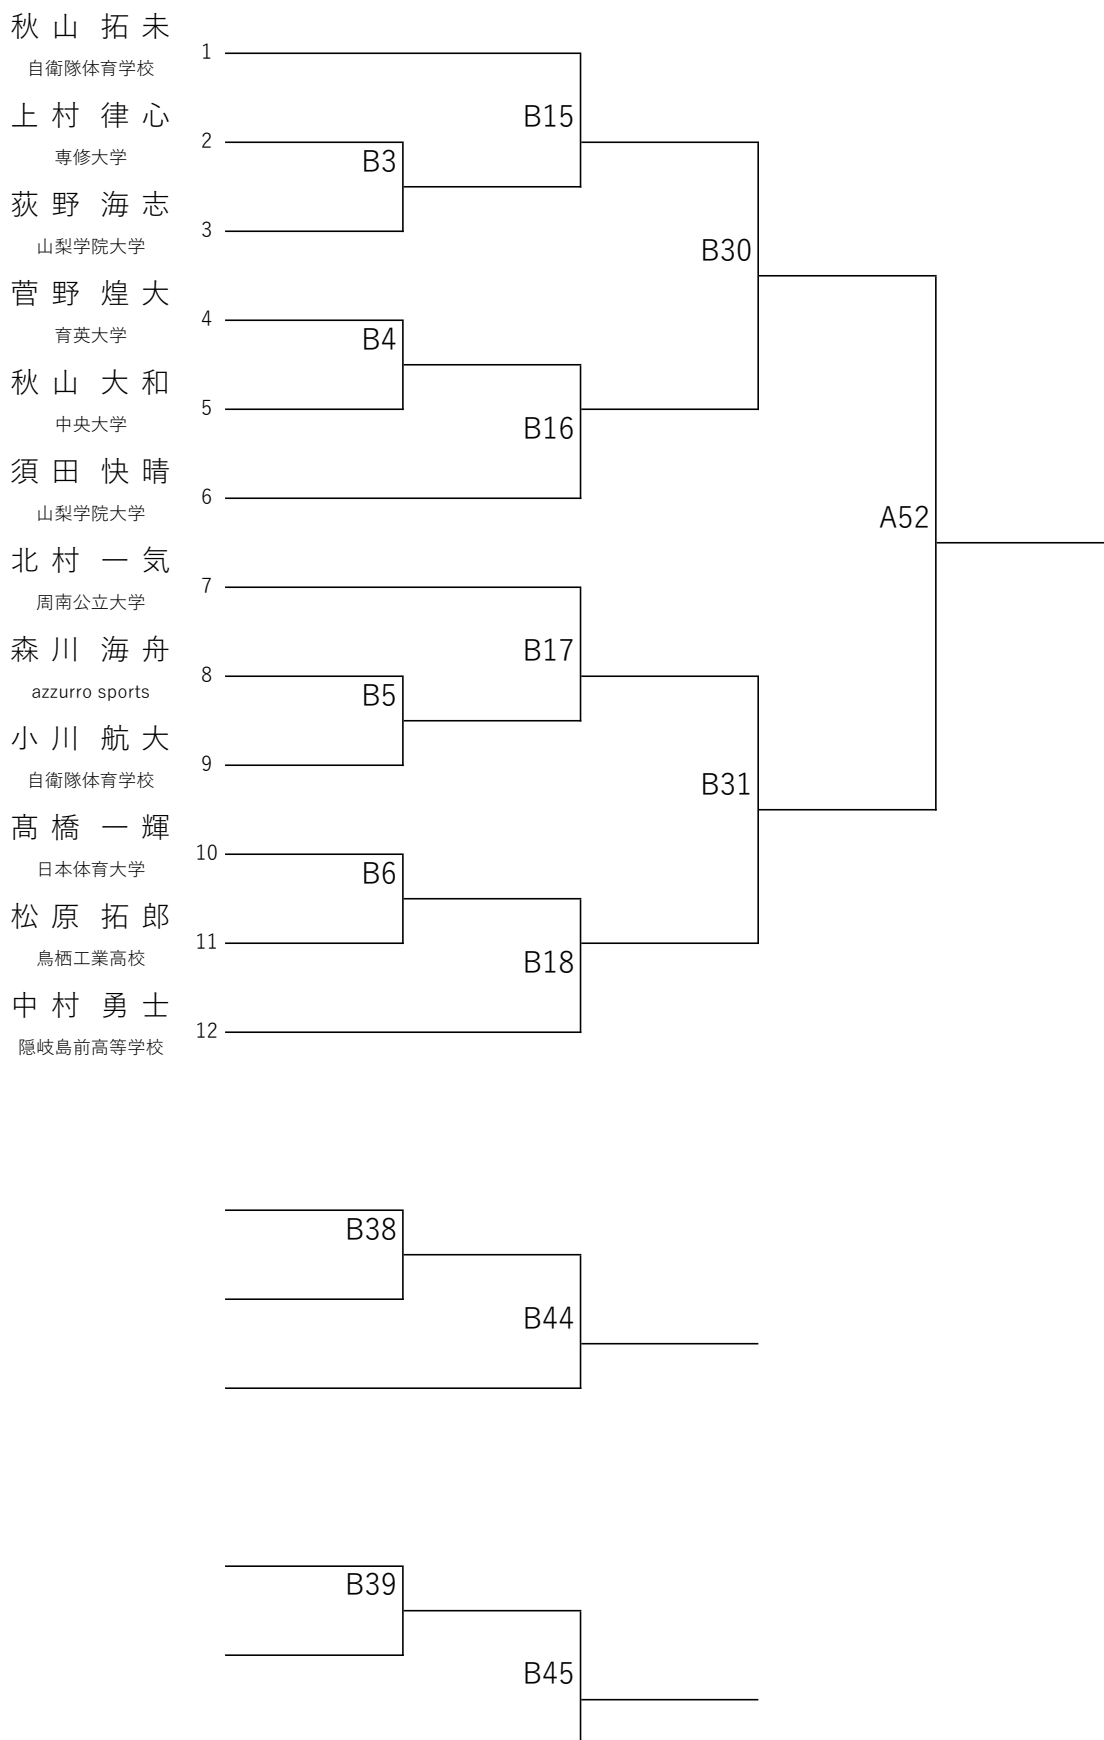 秋山 拓未
1
自衛隊体育学校
B15
上村 律心
2
専修大学
B3
荻野 海志
3
山梨学院大学
B30
菅野 煌大
4
育英大学
B4
秋山 大和
5
中央大学
B16
須田 快晴
6
山梨学院大学
A52
北村 一気
7
周南公立大学
B17
森川 海舟
8
azzurro sports
B5
小川 航大
9
自衛隊体育学校
B31
髙橋 一輝
10
日本体育大学
B6
松原 拓郎
11
鳥栖工業高校
B18
中村 勇士
12
隠岐島前高等学校
B38
B44
B39
B45